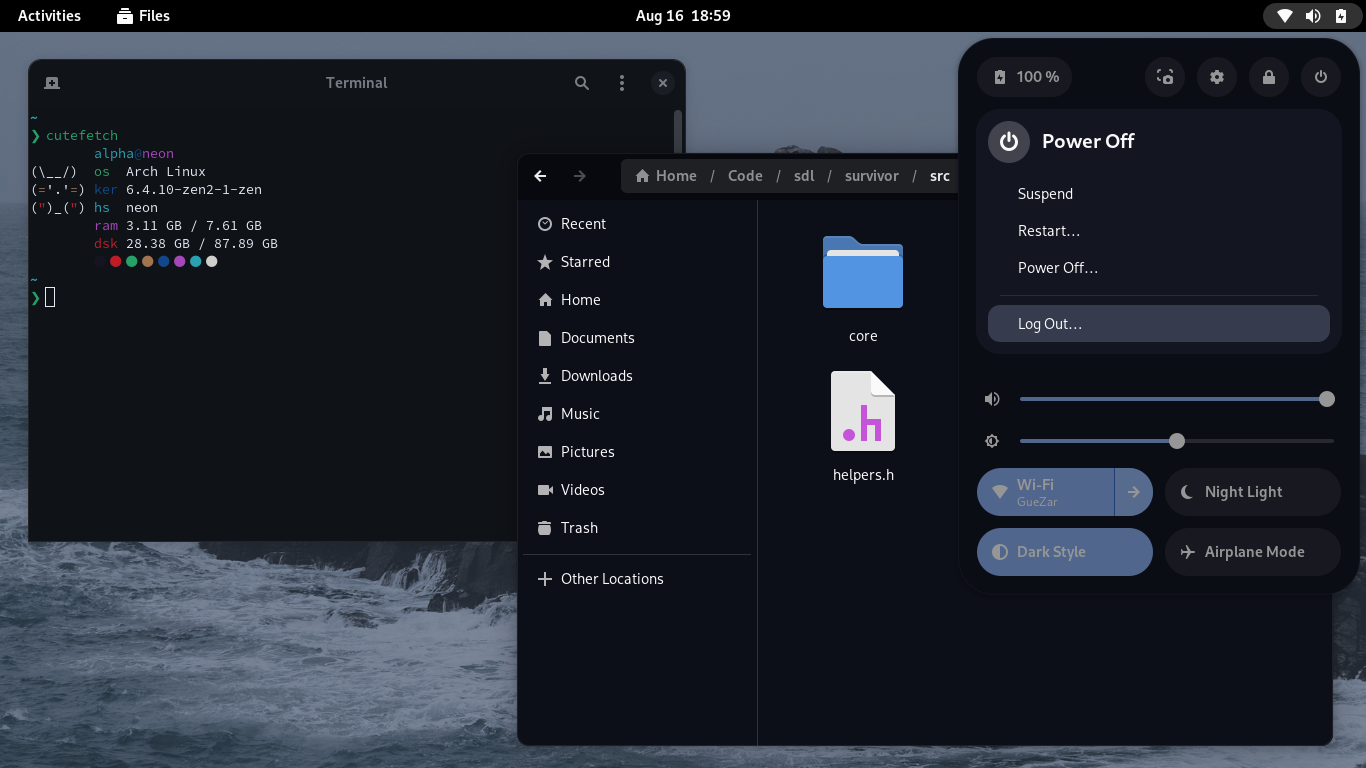 Activities Files Aug 16 18:59
Terminal
~
❯ cutefetch
alpha@neon
(\__/) os Arch Linux
(='.'=) ker 6.4.10-zen2-1-zen
(")_(") hs neon
ram 3.11 GB / 7.61 GB
dsk 28.38 GB / 87.89 GB
~
❯
Home / Code / sdl / survivor / src
Recent
Starred
Home
Documents
Downloads
Music
Pictures
Videos
Trash
Other Locations
core
.h
helpers.h
100 %
Power Off
Suspend
Restart…
Power Off…
Log Out…
Wi-Fi
GueZar
Night Light
Dark Style
Airplane Mode